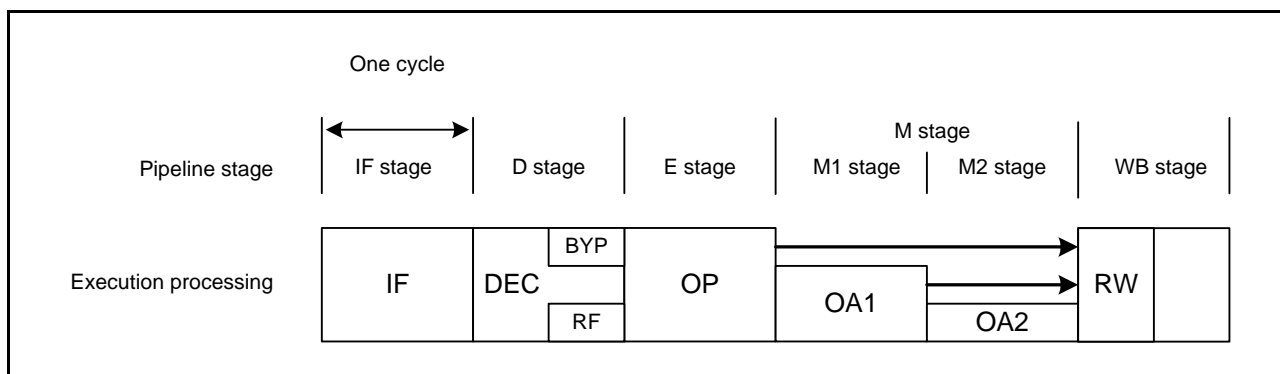 One cycle
M stage
Pipeline stage IF stage D stage E stage M1 stage M2 stage WB stage
BYP
Execution processing IF DEC OP OA1 RW
RF OA2